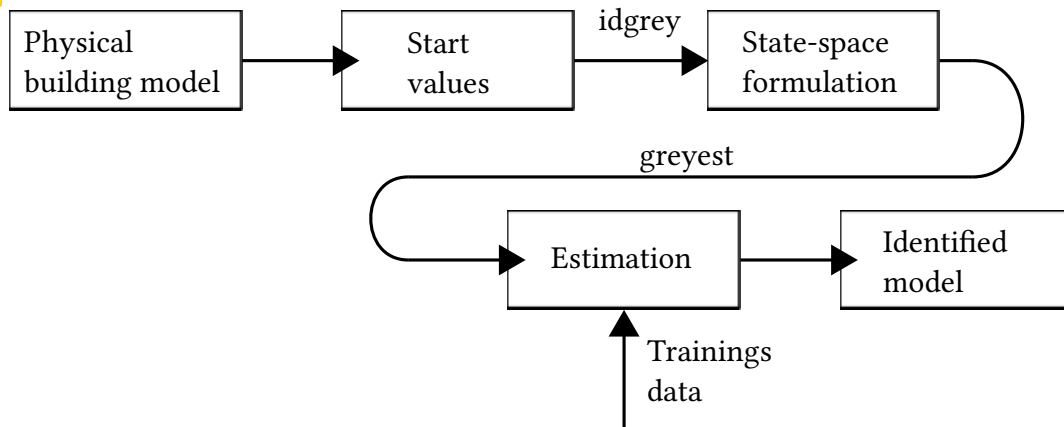 Physical
building model
Start
values
idgrey
State-space
formulation
greyest
Estimation
Identified
model
Trainings
data